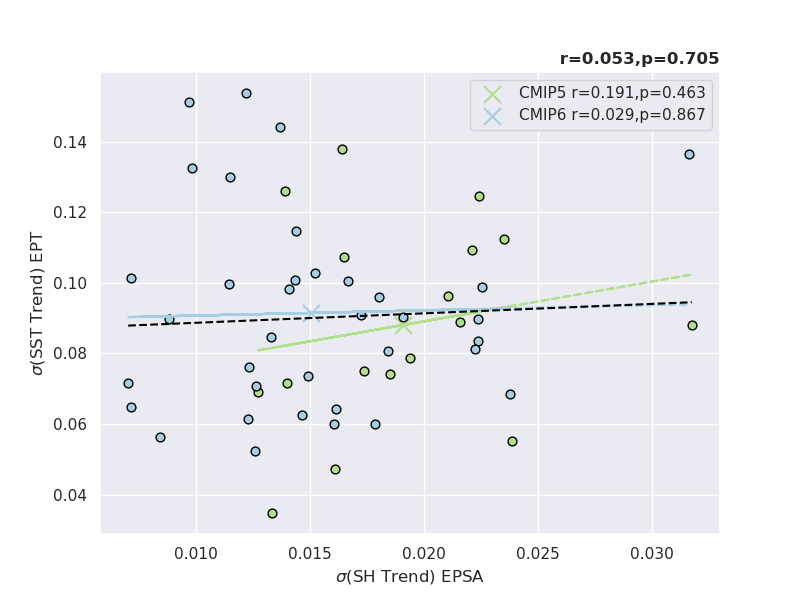 r=0.053,p=0.705
CMIP5 r=0.191,p=0.463
CMIP6 r=0.029,p=0.867
0.14
0.12
0.10
0.08
0.06
0.04
σ(SST Trend) EPT
0.010 0.015 0.020 0.025 0.030
σ(SH Trend) EPSA